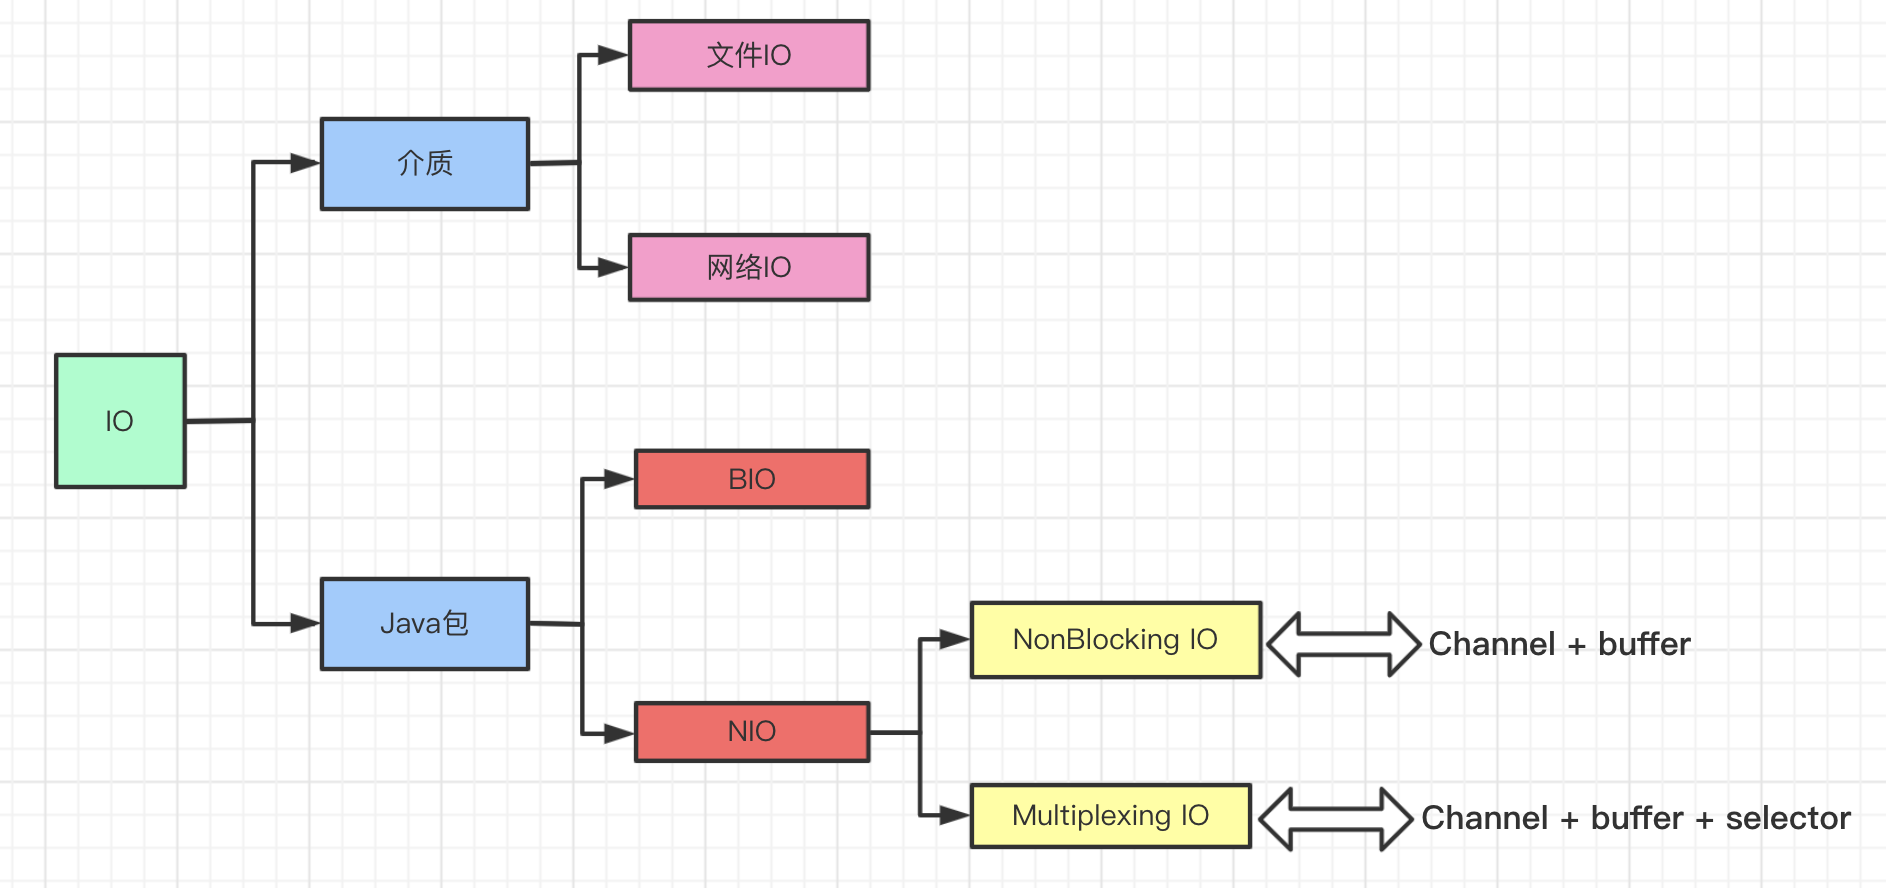 文件IO
介质
网络IO
IO
BIO
Java包
NonBlocking IO
Channel + buffer
NIO
Multiplexing IO
Channel + buffer + selector